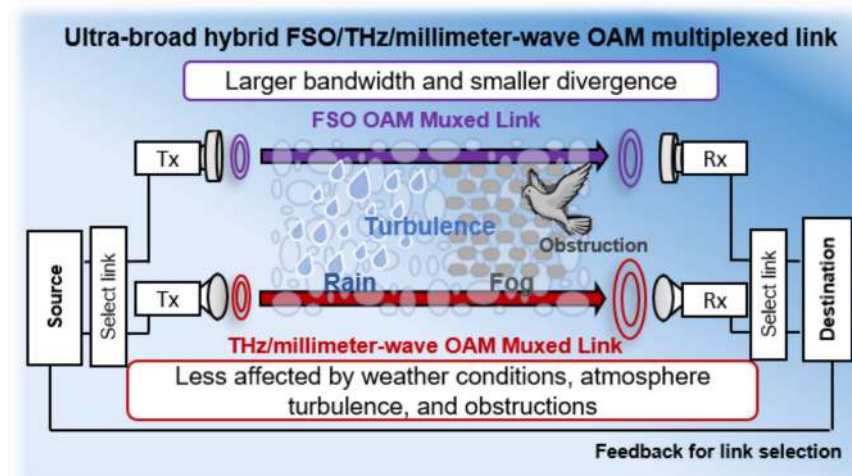 Ultra-broad hybrid FSO/THz/millimeter-wave OAM multiplexed link
Larger bandwidth and smaller divergence
FSO OAM Muxed Link
Tx
Rx
Turbulence
Obstruction
Source
Select link
Tx
Rain
Fog
Rx
Select link
Destination
THz/millimeter-wave OAM Muxed Link
Less affected by weather conditions, atmosphere
turbulence, and obstructions
Feedback for link selection